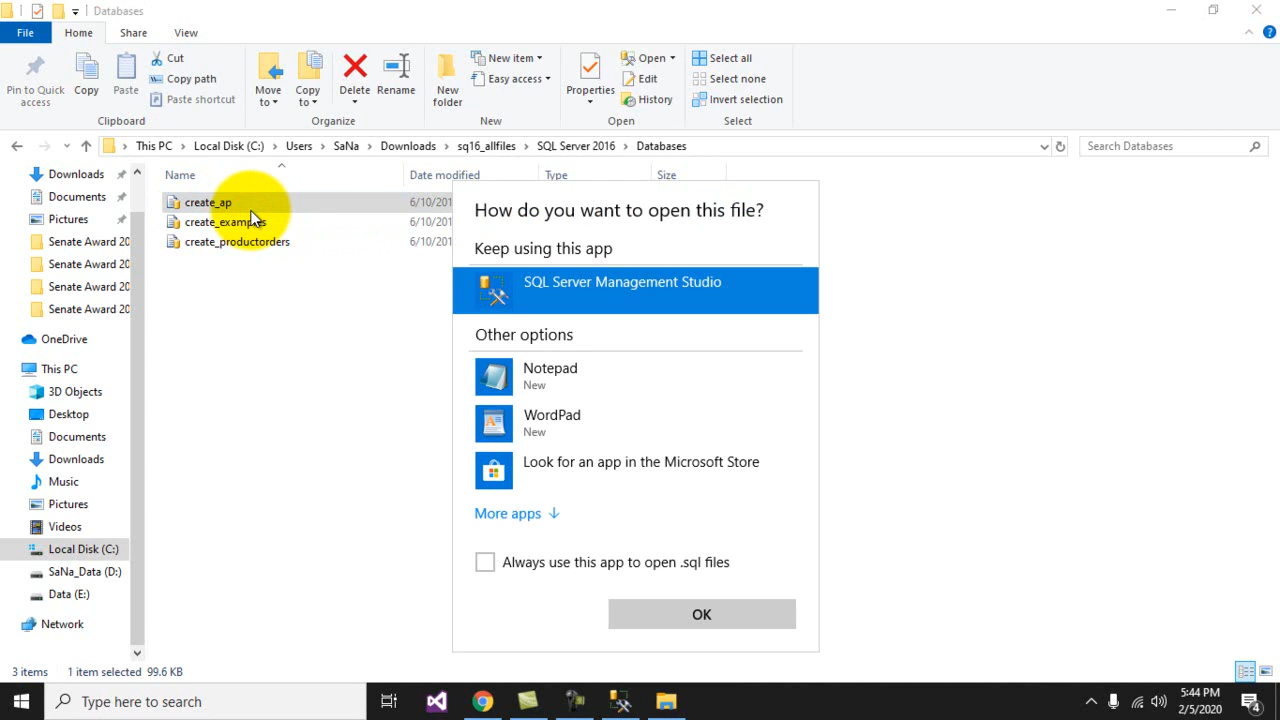 Databases
File
Home
Share
View
Pin to Quick access
Copy
Paste
Cut
Copy path
Paste shortcut
Clipboard
Move to
Copy to
Delete
Rename
Organize
New folder
New item
Easy access
New
Properties
Open
Edit
History
Open
Select all
Select none
Invert selection
Select
This PC
Local Disk (C:)
Users
SaNa
Downloads
sq16_allfiles
SQL Server 2016
Databases
Search Databases
Name
Date modified
Type
Size
create_ap
6/10/201
create_examples
6/10/201
create_productorders
6/10/201
Downloads
Documents
Pictures
Senate Award 20
Senate Award 20
Senate Award 20
Senate Award 20
OneDrive
This PC
3D Objects
Desktop
Documents
Downloads
Music
Pictures
Videos
Local Disk (C:)
SaNa_Data (D:)
Data (E:)
Network
How do you want to open this file?
Keep using this app
SQL Server Management Studio
Other options
Notepad
New
WordPad
New
Look for an app in the Microsoft Store
More apps
Always use this app to open .sql files
OK
3 items
1 item selected
99.6 KB
Type here to search
5:44 PM
2/5/2020
4